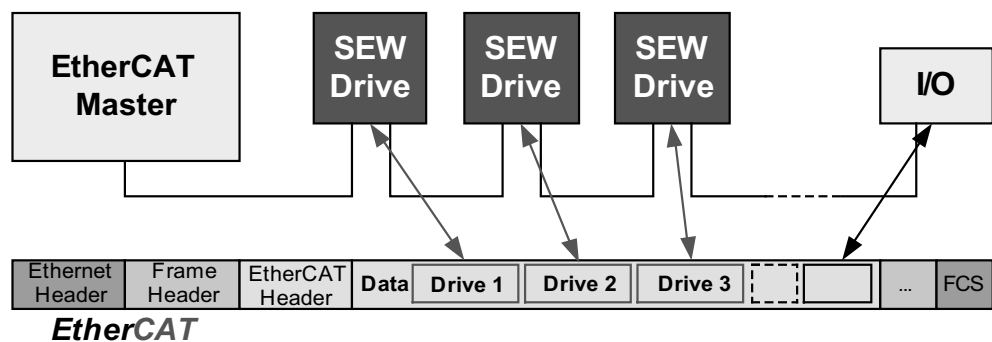 EtherCAT
Master
SEW
Drive
SEW
Drive
SEW
Drive
I/O
Ethernet
Header
Frame
Header
EtherCAT
Header
Data
Drive 1
Drive 2
Drive 3
...
FCS
EtherCAT